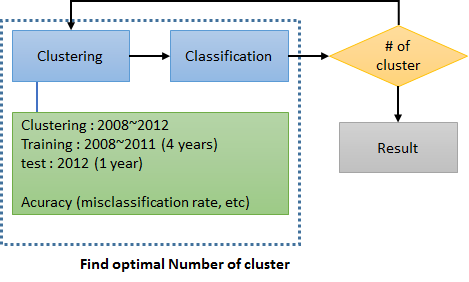 Clustering
Classification
# of
cluster
Clustering : 2008~2012
Training : 2008~2011 (4 years)
test : 2012 (1 year)
Acuracy (misclassification rate, etc)
Result
Find optimal Number of cluster